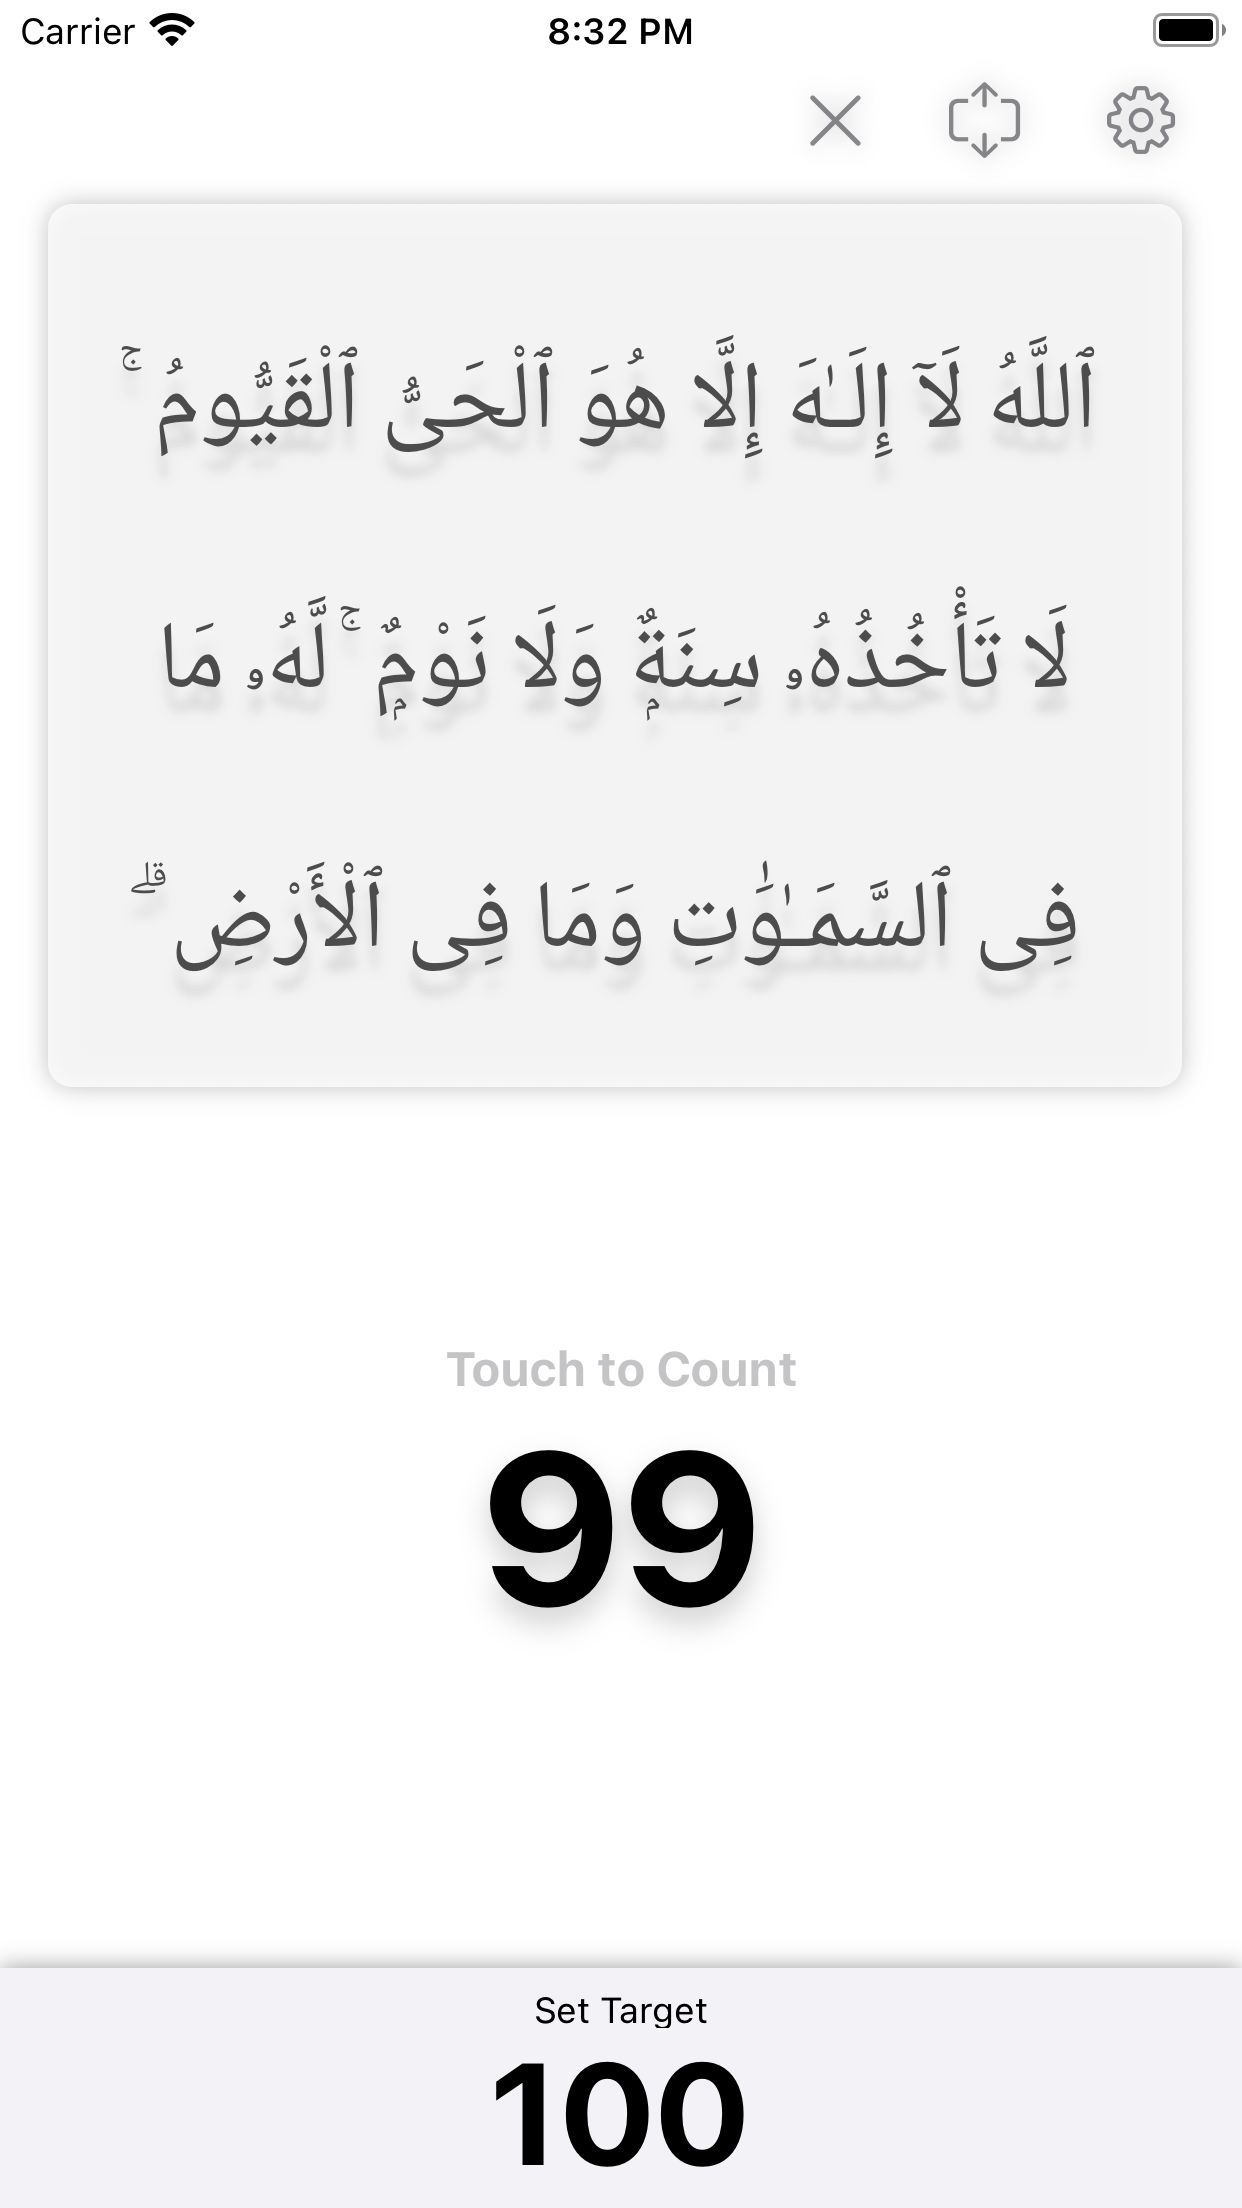 Carrier
8:32 PM
ٱللَّهُ لَآ إِلَـٰهَ إِلَّا هُوَ ٱلْحَىُّ ٱلْقَيُّومُ ۚ
لَا تَأْخُذُهُۥ سِنَةٌۭ وَلَا نَوْمٌۭ ۚ لَّهُۥ مَا
فِى ٱلسَّمَـٰوَٰتِ وَمَا فِى ٱلْأَرْضِ ۗ
Touch to Count
99
Set Target
100